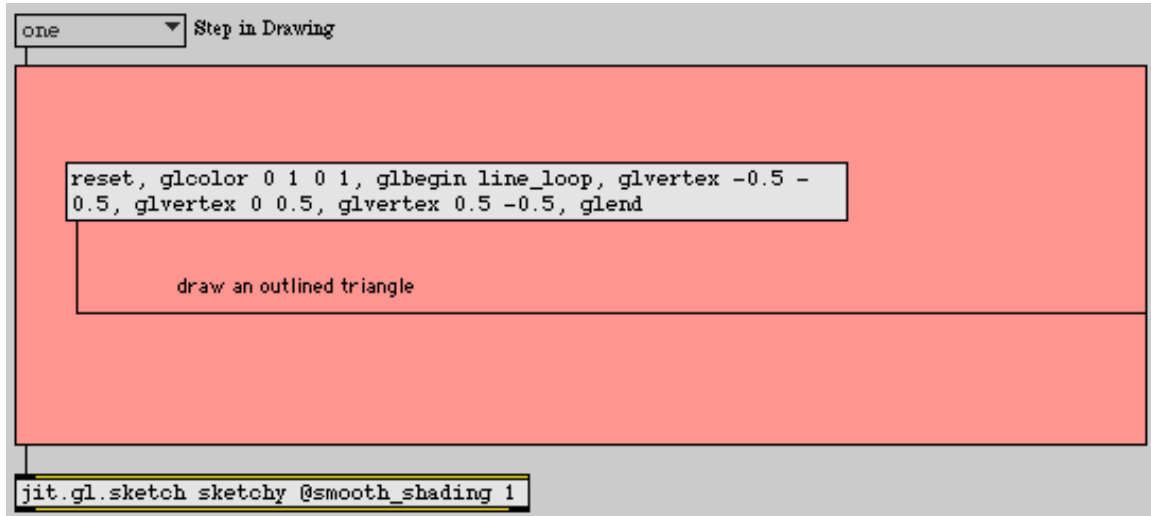 one
Step in Drawing
reset, glcolor 0 1 0 1, glbegin line_loop, glvertex -0.5 -
0.5, glvertex 0 0.5, glvertex 0.5 -0.5, glend
draw an outlined triangle
jit.gl.sketch sketchy @smooth_shading 1